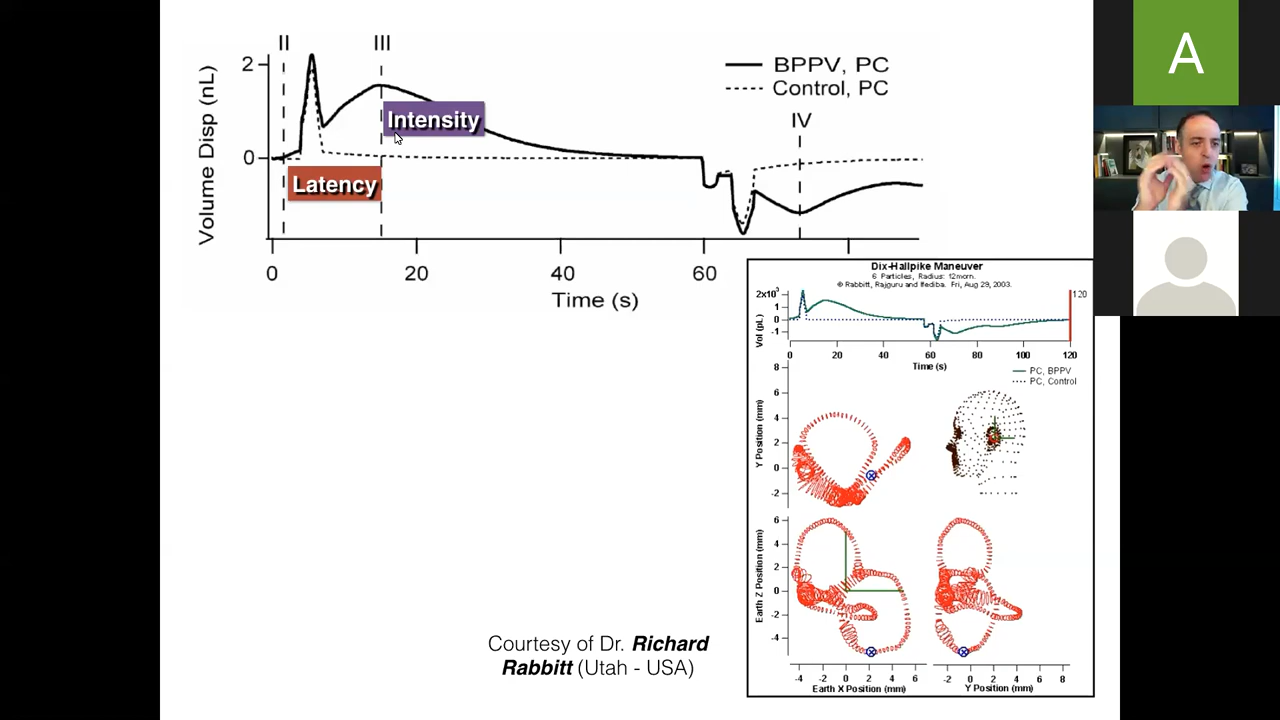 II
III
2
0
Volume Disp (nL)
BPPV, PC
Control, PC
IV
Intensity
Latency
0
20
40
60
Time (s)
Dix-Hallpike Maneuver
6 Particles, Radius: 12morn.
© Rabbitt, Rajguru and Ifediba. Fri, Aug 29, 2003.
2x10³
1
0
-1
Vol (pL)
120
0
20
40
60
80
100
120
Time (s)
PC, BPPV
PC, Control
8
6
4
2
0
-2
Y Position (mm)
6
4
2
0
-2
-4
Earth Z Position (mm)
-4
-2
0
2
4
6
Earth X Position (mm)
-2
0
2
4
6
8
Y Position (mm)
Courtesy of Dr. Richard
Rabbitt (Utah - USA)
A